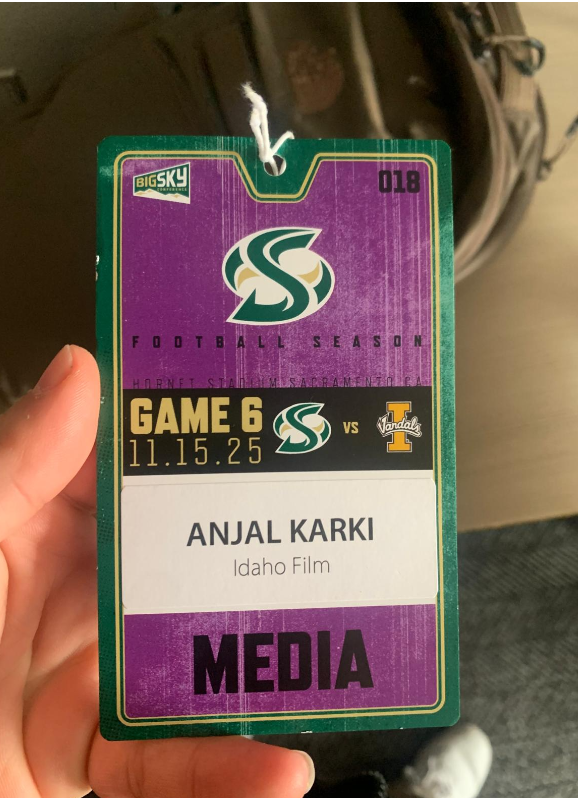 BIG SKY
CONFERENCE
018
S
FOOTBALL SEASON
HORNET STADIUM SACRAMENTO CA
GAME 6
11.15.25
S
VS
I
Vandals
ANJAL KARKI
Idaho Film
MEDIA